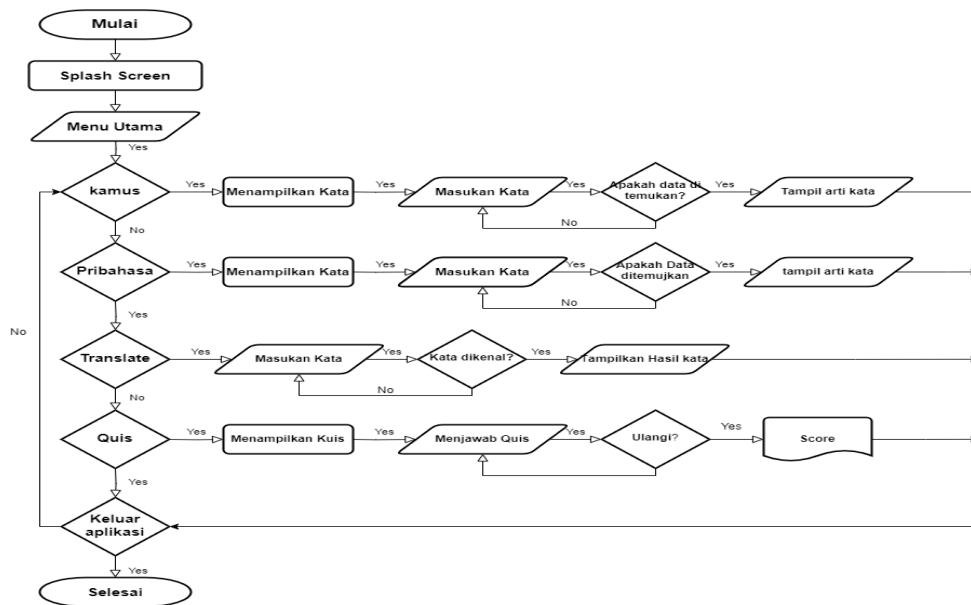 Mulai
Splash Screen
Menu Utama
Yes
kamus
Yes
Menampilkan Kata
Yes
Masukan Kata
Yes
Apakah data di
temukan?
Yes
Tampil arti kata
No
No
Pribahasa
Yes
Menampilkan Kata
Yes
Masukan Kata
Yes
Apakah Data
ditemujkan
Yes
tampil arti kata
No
Yes
No
Translate
Yes
Masukan Kata
Yes
Kata dikenal?
Yes
Tampilkan Hasil kata
No
No
Quis
Yes
Menampilkan Kuis
Yes
Menjawab Quis
Yes
Ulangi?
Yes
Score
Yes
Keluar
aplikasi
Yes
Selesai